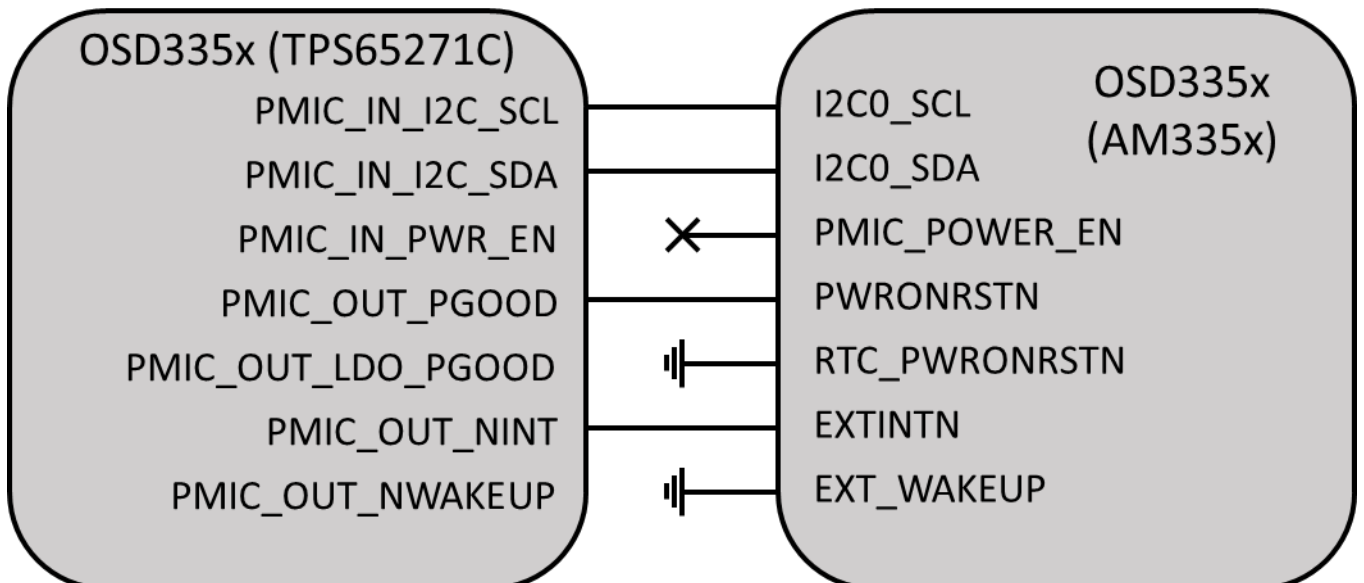 OSD335x (TPS65271C)
PMIC_IN_I2C_SCL
PMIC_IN_I2C_SDA
PMIC_IN_PWR_EN
PMIC_OUT_PGOOD
PMIC_OUT_LDO_PGOOD
PMIC_OUT_NINT
PMIC_OUT_NWAKEUP
OSD335x
(AM335x)
I2C0_SCL
I2C0_SDA
PMIC_POWER_EN
PWRONRSTN
RTC_PWRONRSTN
EXTINTN
EXT_WAKEUP